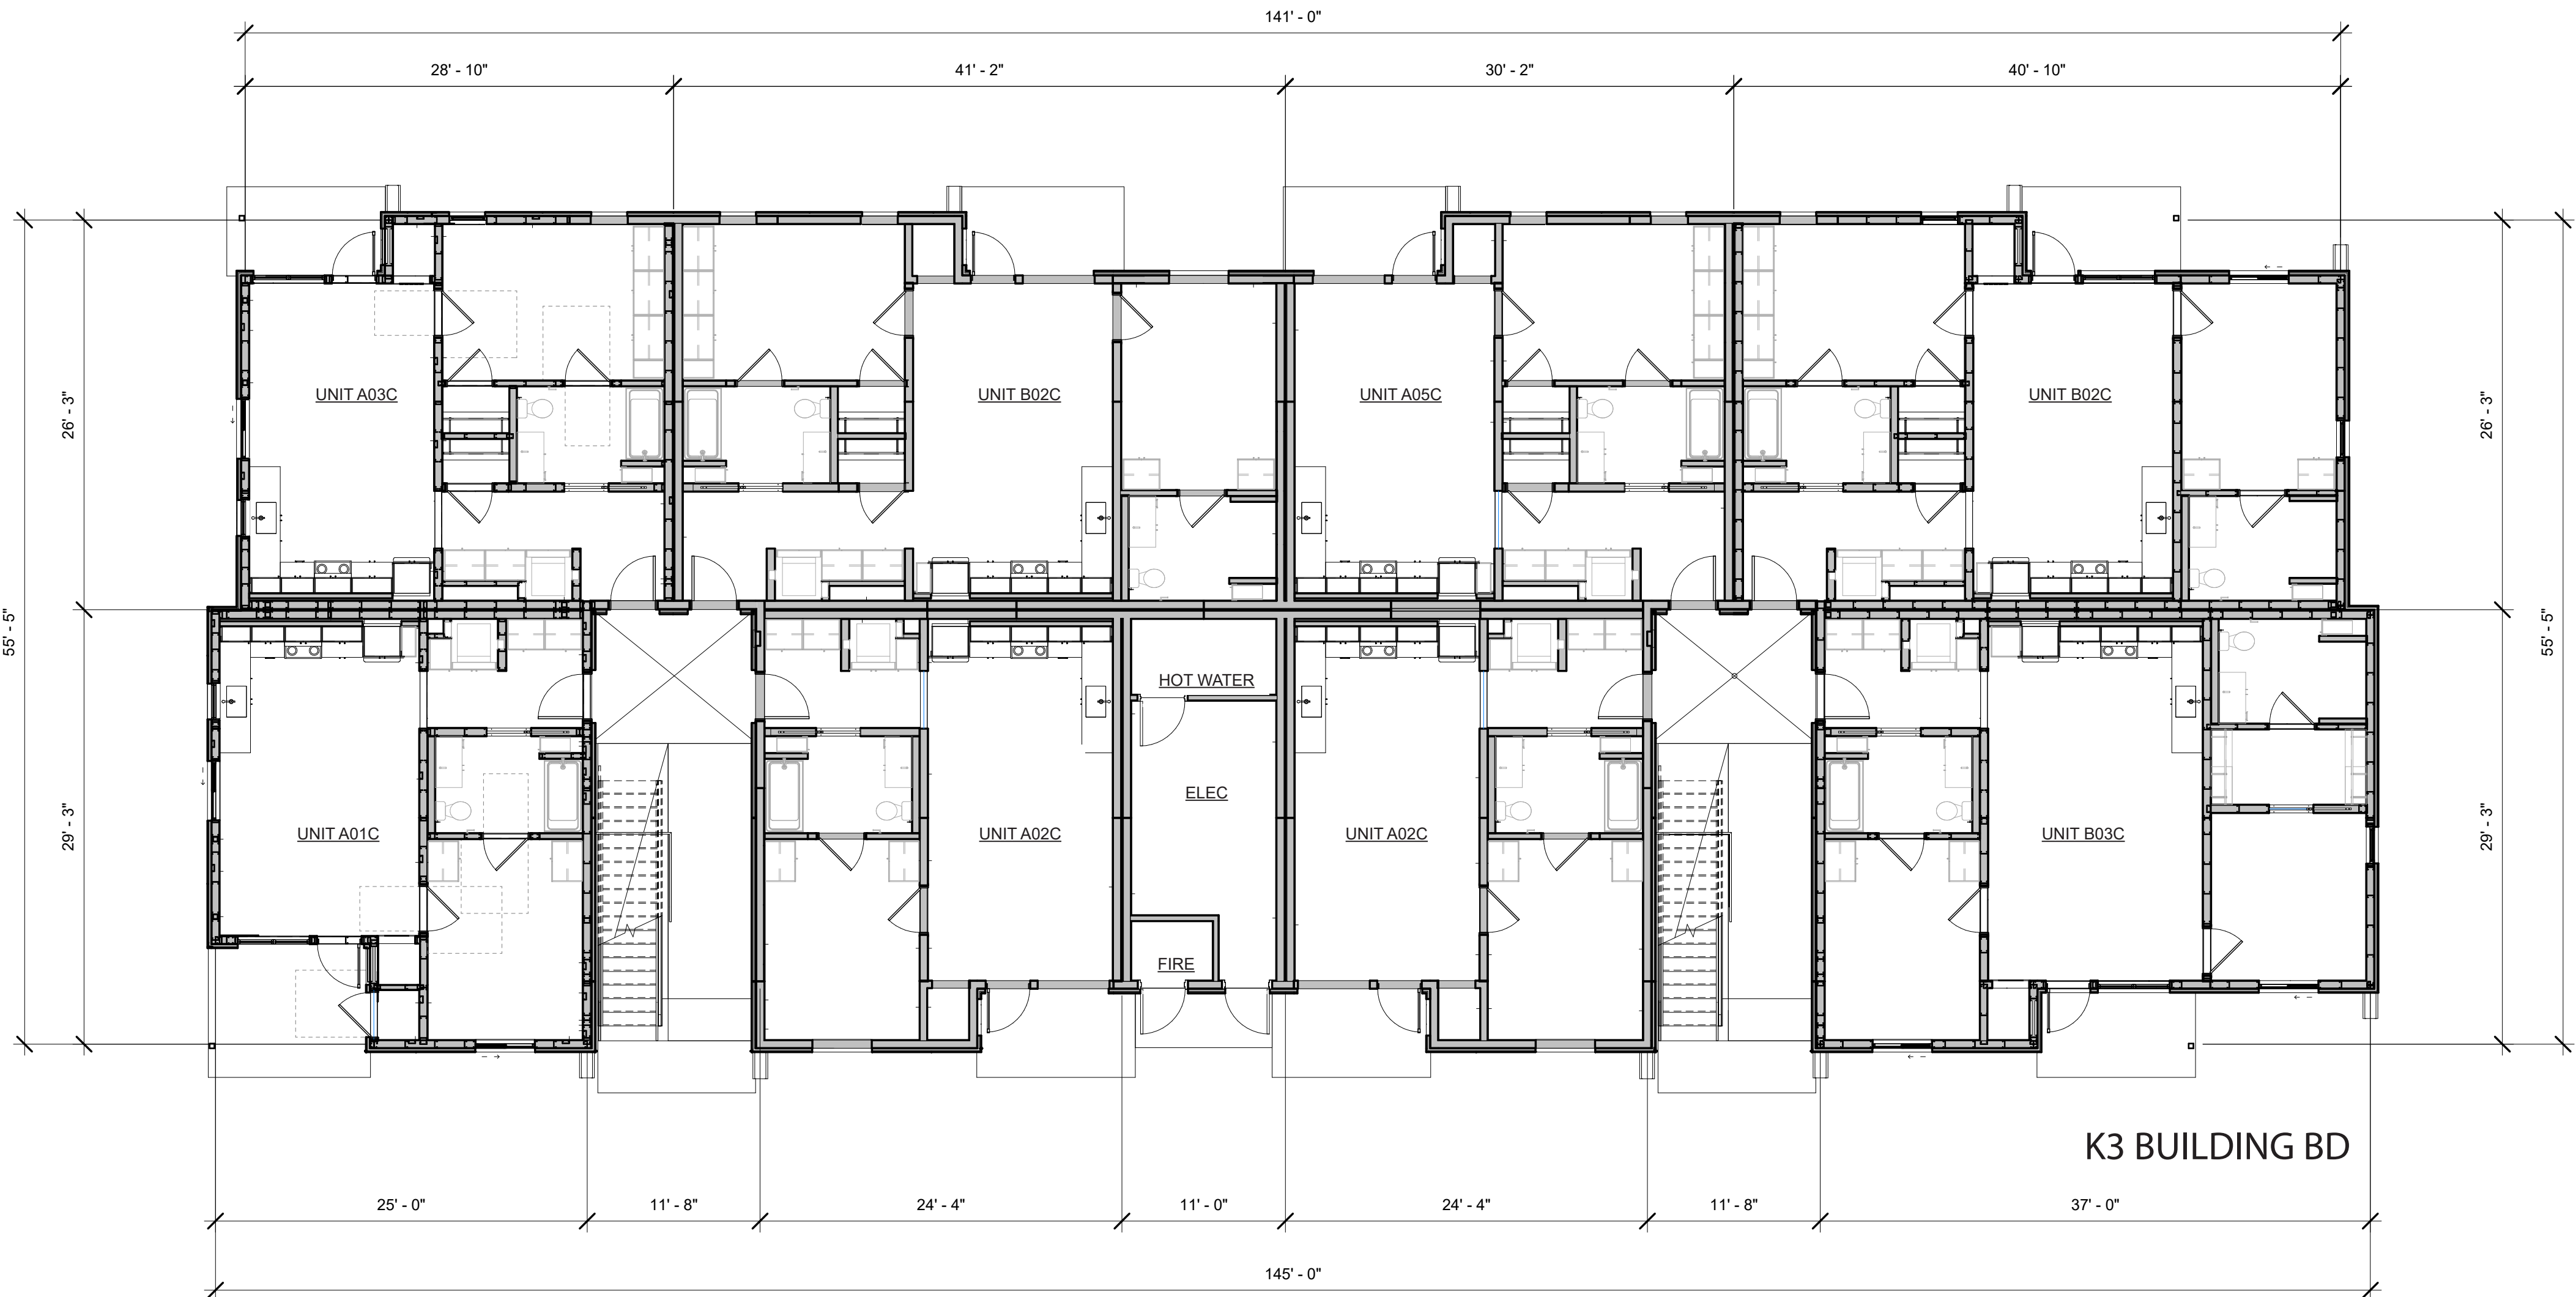 141' - 0"
28' - 10"
41' - 2"
30' - 2"
40' - 10"
26' - 3"
26' - 3"
UNIT A03C
UNIT B02C
UNIT A05C
UNIT B02C
55' - 5"
55' - 5"
HOT WATER
29' - 3"
29' - 3"
ELEC
UNIT A01C
UNIT A02C
UNIT A02C
UNIT B03C
FIRE
K3 BUILDING BD
25' - 0"
11' - 8"
24' - 4"
11' - 0"
24' - 4"
11' - 8"
37' - 0"
145' - 0"